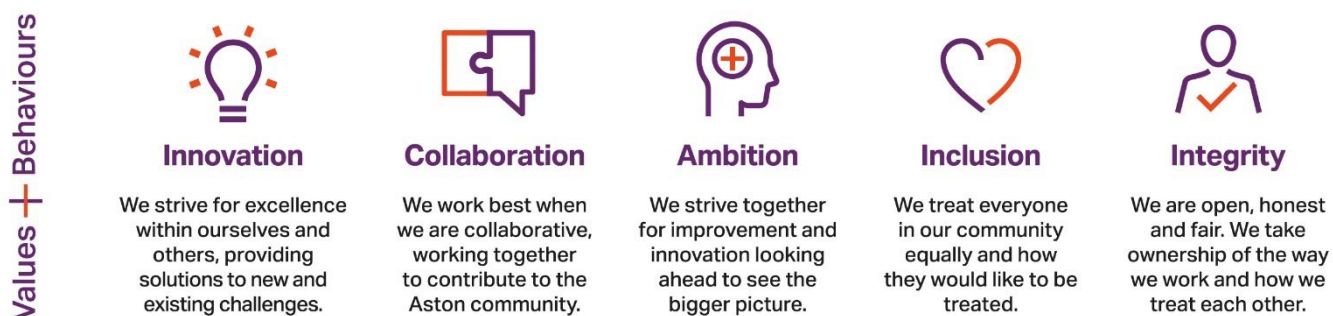 Values + Behaviours
Innovation
We strive for excellence
within ourselves and
others, providing
solutions to new and
existing challenges.
Collaboration
We work best when
we are collaborative,
working together
to contribute to the
Aston community.
Ambition
We strive together
for improvement and
innovation looking
ahead to see the
bigger picture.
Inclusion
We treat everyone
in our community
equally and how
they would like to be
treated.
Integrity
We are open, honest
and fair. We take
ownership of the way
we work and how we
treat each other.